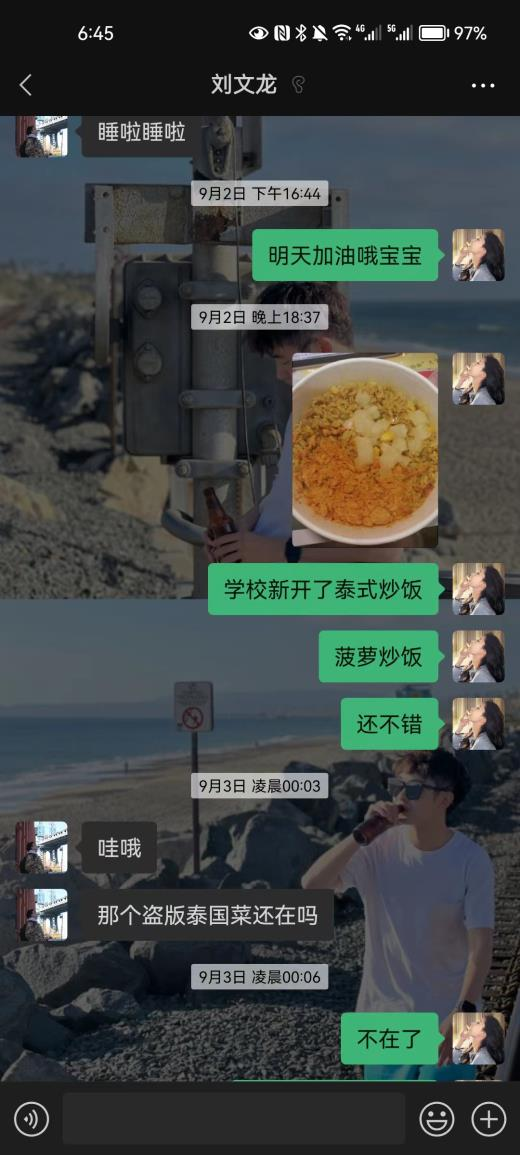 6:45
4G
5G
97%
刘文龙
睡啦睡啦
9月2日 下午16:44
明天加油哦宝宝
9月2日 晚上18:37
学校新开了泰式炒饭
菠萝炒饭
还不错
9月3日 凌晨00:03
哇哦
那个盗版泰国菜还在吗
9月3日 凌晨00:06
不在了